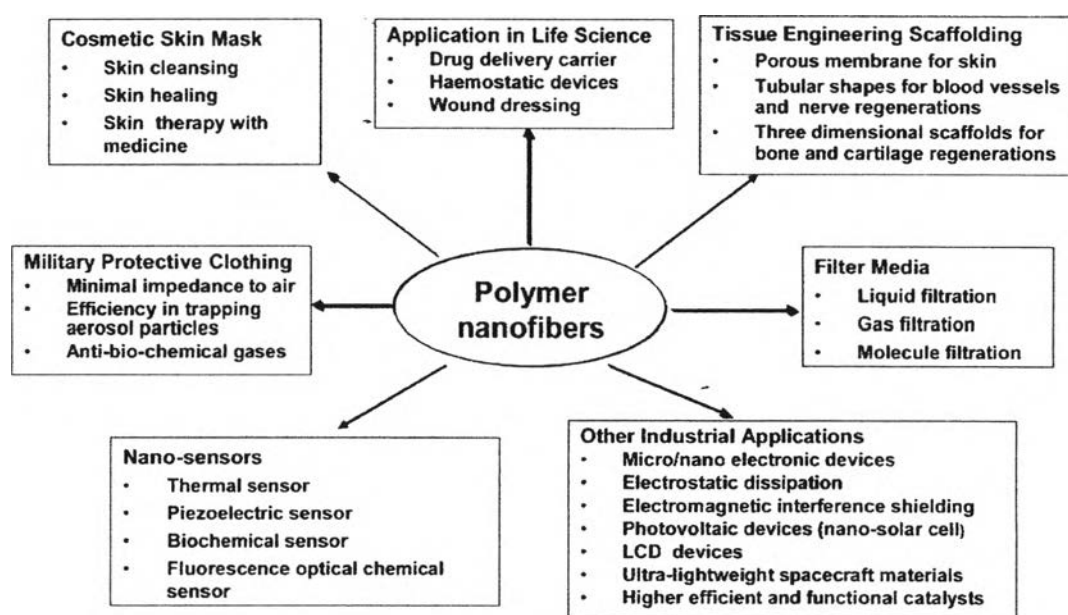 Cosmetic Skin Mask
• Skin cleansing
• Skin healing
• Skin therapy with
medicine
Application in Life Science
• Drug delivery carrier
• Haemostatic devices
• Wound dressing
Tissue Engineering Scaffolding
• Porous membrane for skin
• Tubular shapes for blood vessels
and nerve regenerations
• Three dimensional scaffolds for
bone and cartilage regenerations
Military Protective Clothing
• Minimal impedance to air
• Efficiency in trapping
aerosol particles
• Anti-bio-chemical gases
Polymer
nanofibers
Filter Media
• Liquid filtration
• Gas filtration
• Molecule filtration
Nano-sensors
• Thermal sensor
• Piezoelectric sensor
• Biochemical sensor
• Fluorescence optical chemical
sensor
Other Industrial Applications
• Micro/nano electronic devices
• Electrostatic dissipation
• Electromagnetic interference shielding
• Photovoltaic devices (nano-solar cell)
• LCD devices
• Ultra-lightweight spacecraft materials
• Higher efficient and functional catalysts